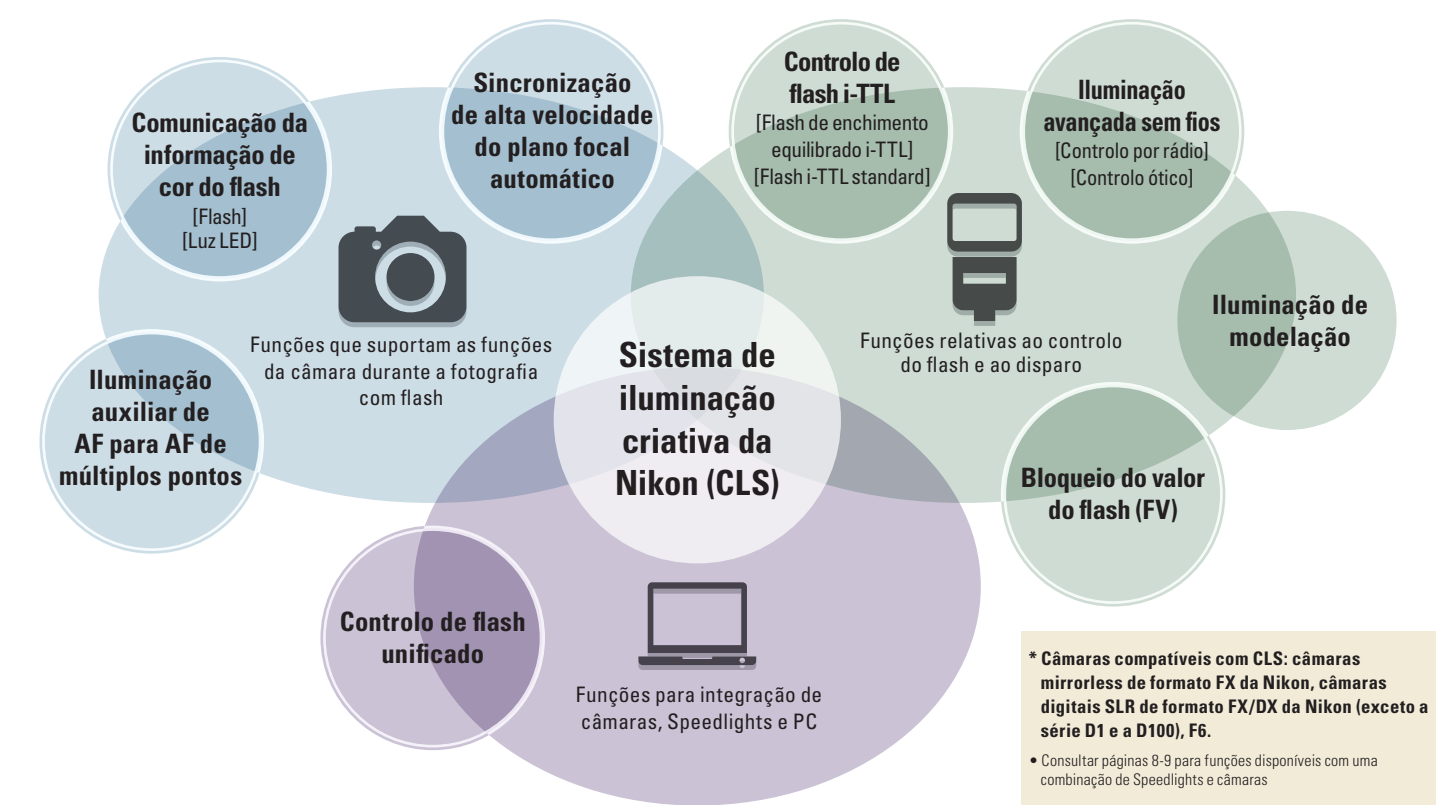 Comunicação da
informação de
cor do flash
[Flash]
[Luz LED]
Sincronização
de alta velocidade
do plano focal
automático
Controlo de
flash i-TTL
[Flash de enchimento
equilibrado i-TTL]
[Flash i-TTL standard]
Iluminação
avançada sem fios
[Controlo por rádio]
[Controlo ótico]
Iluminação de
modelação
Funções que suportam as funções
da câmara durante a fotografia
com flash
Funções relativas ao controlo
do flash e ao disparo
Iluminação
auxiliar de
AF para AF de
múltiplos pontos
Sistema de
iluminação
criativa da
Nikon (CLS)
Bloqueio do valor
do flash (FV)
Controlo de flash
unificado
Funções para integração de
câmaras, Speedlights e PC
* Câmaras compatíveis com CLS: câmaras
mirrorless de formato FX da Nikon, câmaras
digitais SLR de formato FX/DX da Nikon (exceto a
série D1 e a D100), F6.
• Consultar páginas 8-9 para funções disponíveis com uma
combinação de Speedlights e câmaras